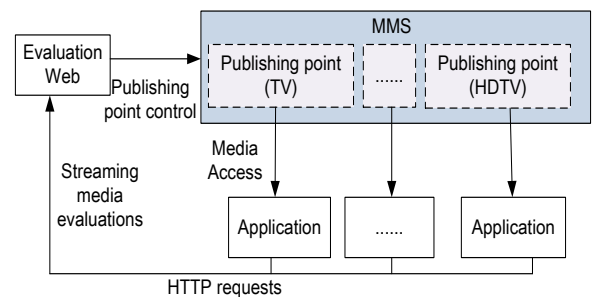 MMS
Evaluation
Web
Publishing point
(TV)
......
Publishing point
(HDTV)
Publishing
point control
Media
Access
Streaming
media
evaluations
Application
......
Application
HTTP requests